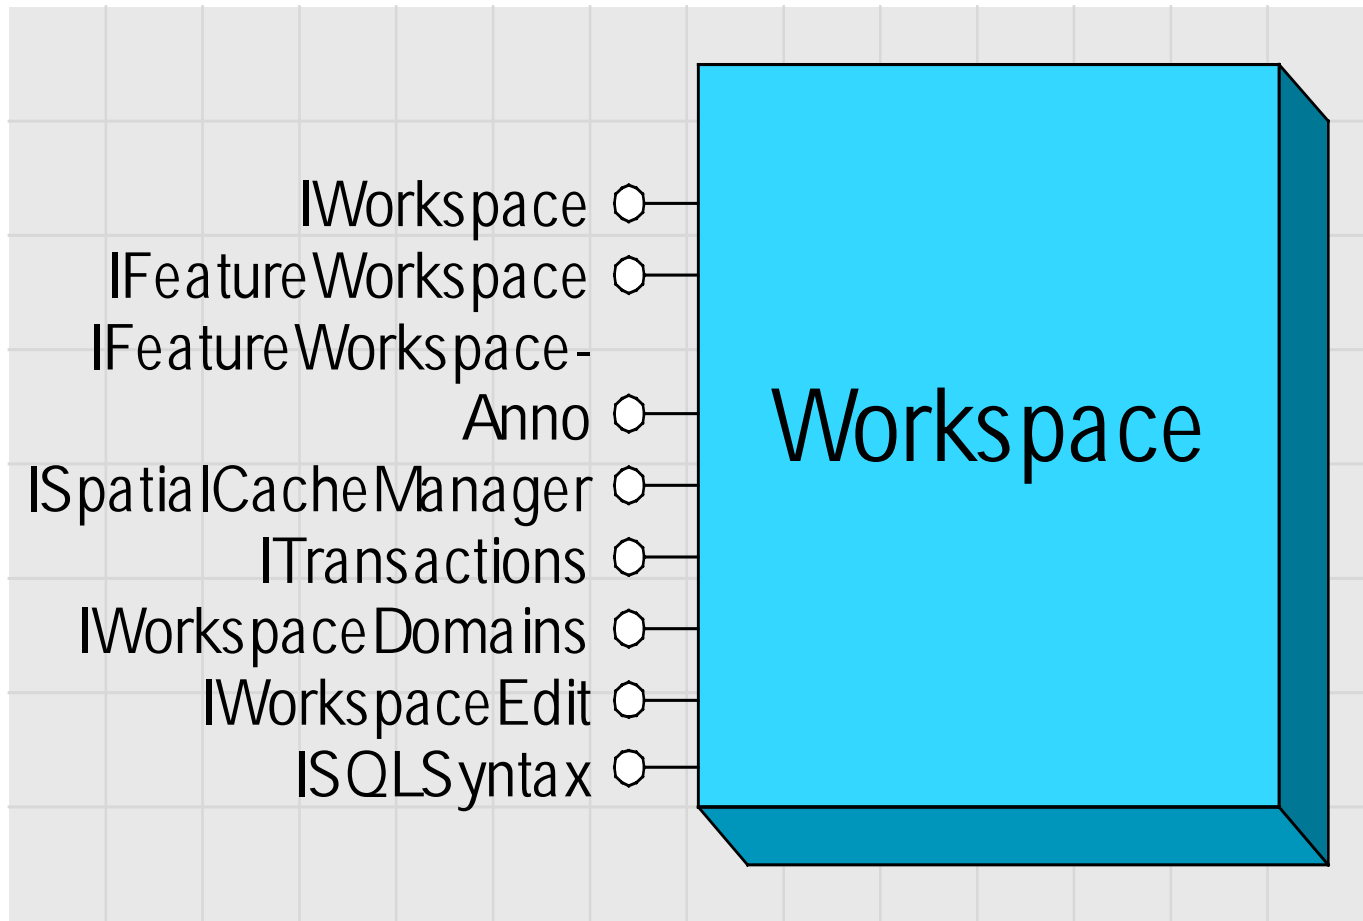 IWorkspace
IFeatureWorkspace
IFeatureWorkspace-
Anno
ISpatialCacheManager
ITransactions
IWorkspaceDomains
IWorkspaceEdit
ISQLSyntax
Workspace